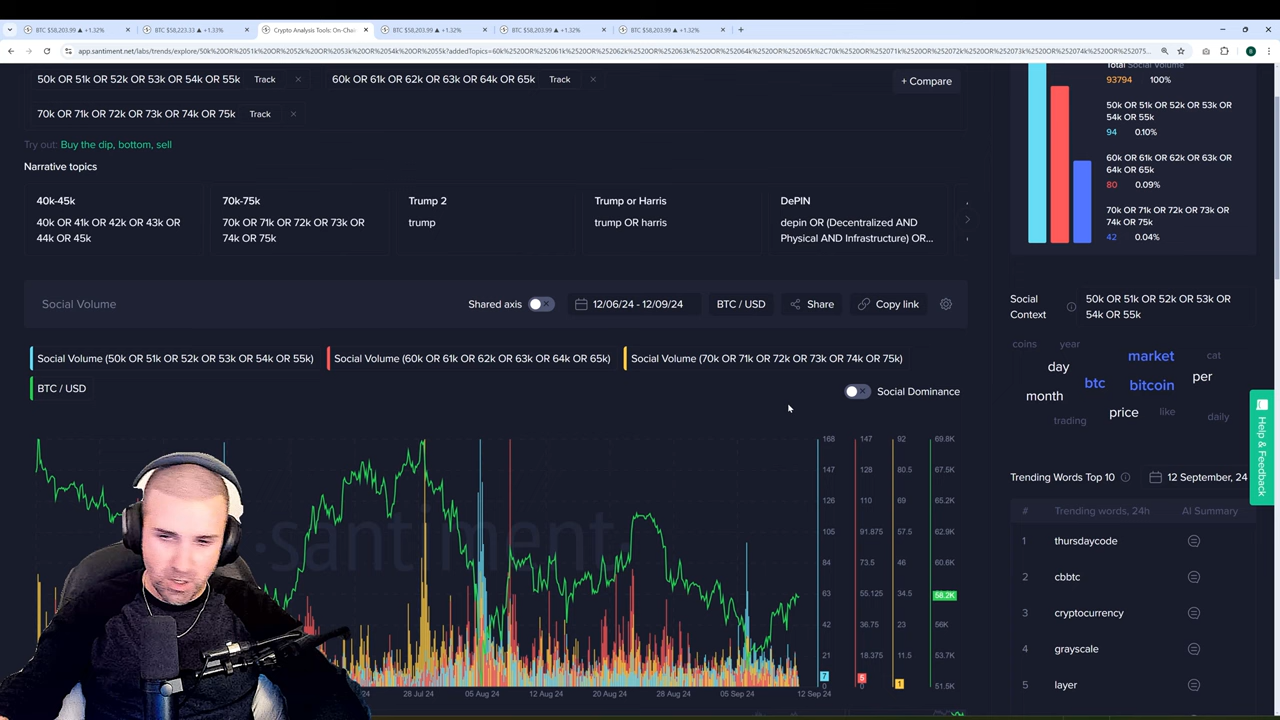 BTC $58,203.99 ▲ +1.32%
BTC $58,223.33 ▲ +1.33%
Crypto Analysis Tools: On-Chai
BTC $58,203.99 ▲ +1.32%
BTC $58,203.99 ▲ +1.32%
BTC $58,203.99 ▲ +1.32%
50k OR 51k OR 52k OR 53k OR 54k OR 55k Track
60k OR 61k OR 62k OR 63k OR 64k OR 65k Track
+ Compare
70k OR 71k OR 72k OR 73k OR 74k OR 75k Track
Try out: Buy the dip, bottom, sell
Narrative topics
40k-45k
40k OR 41k OR 42k OR 43k OR
44k OR 45k
70k-75k
70k OR 71k OR 72k OR 73k OR
74k OR 75k
Trump 2
trump
Trump or Harris
trump OR harris
DePIN
depin OR (Decentralized AND
Physical AND Infrastructure) OR...
Social Volume
Shared axis
12/06/24 - 12/09/24
BTC / USD
Share
Copy link
Social Volume (50k OR 51k OR 52k OR 53k OR 54k OR 55k)
Social Volume (60k OR 61k OR 62k OR 63k OR 64k OR 65k)
Social Volume (70k OR 71k OR 72k OR 73k OR 74k OR 75k)
BTC / USD
Social Dominance
santiment
168 147 92 69.8K
147 128 80.5 67.5K
126 110 69 65.2K
105 91.875 57.5 62.9K
84 73.5 46 60.6K
63 55.125 34.5 58.2K
42 36.75 23 56K
21 18.375 11.5 53.7K
7 5 1
0 0 51.5K
24 28 Jul 24 05 Aug 24 12 Aug 24 20 Aug 24 28 Aug 24 05 Sep 24 12 Sep 24
Total Social Volume
93794 100%
50k OR 51k OR 52k OR 53k OR
54k OR 55k
94 0.10%
60k OR 61k OR 62k OR 63k OR
64k OR 65k
80 0.09%
70k OR 71k OR 72k OR 73k OR
74k OR 75k
42 0.04%
Social
Context
50k OR 51k OR 52k OR 53k OR
54k OR 55k
coins year market cat
day btc bitcoin per
month price like
trading daily
Help & Feedback
Trending Words Top 10
12 September, 24
# Trending words, 24h AI Summary
1 thursdaycode
2 cbbtc
3 cryptocurrency
4 grayscale
5 layer